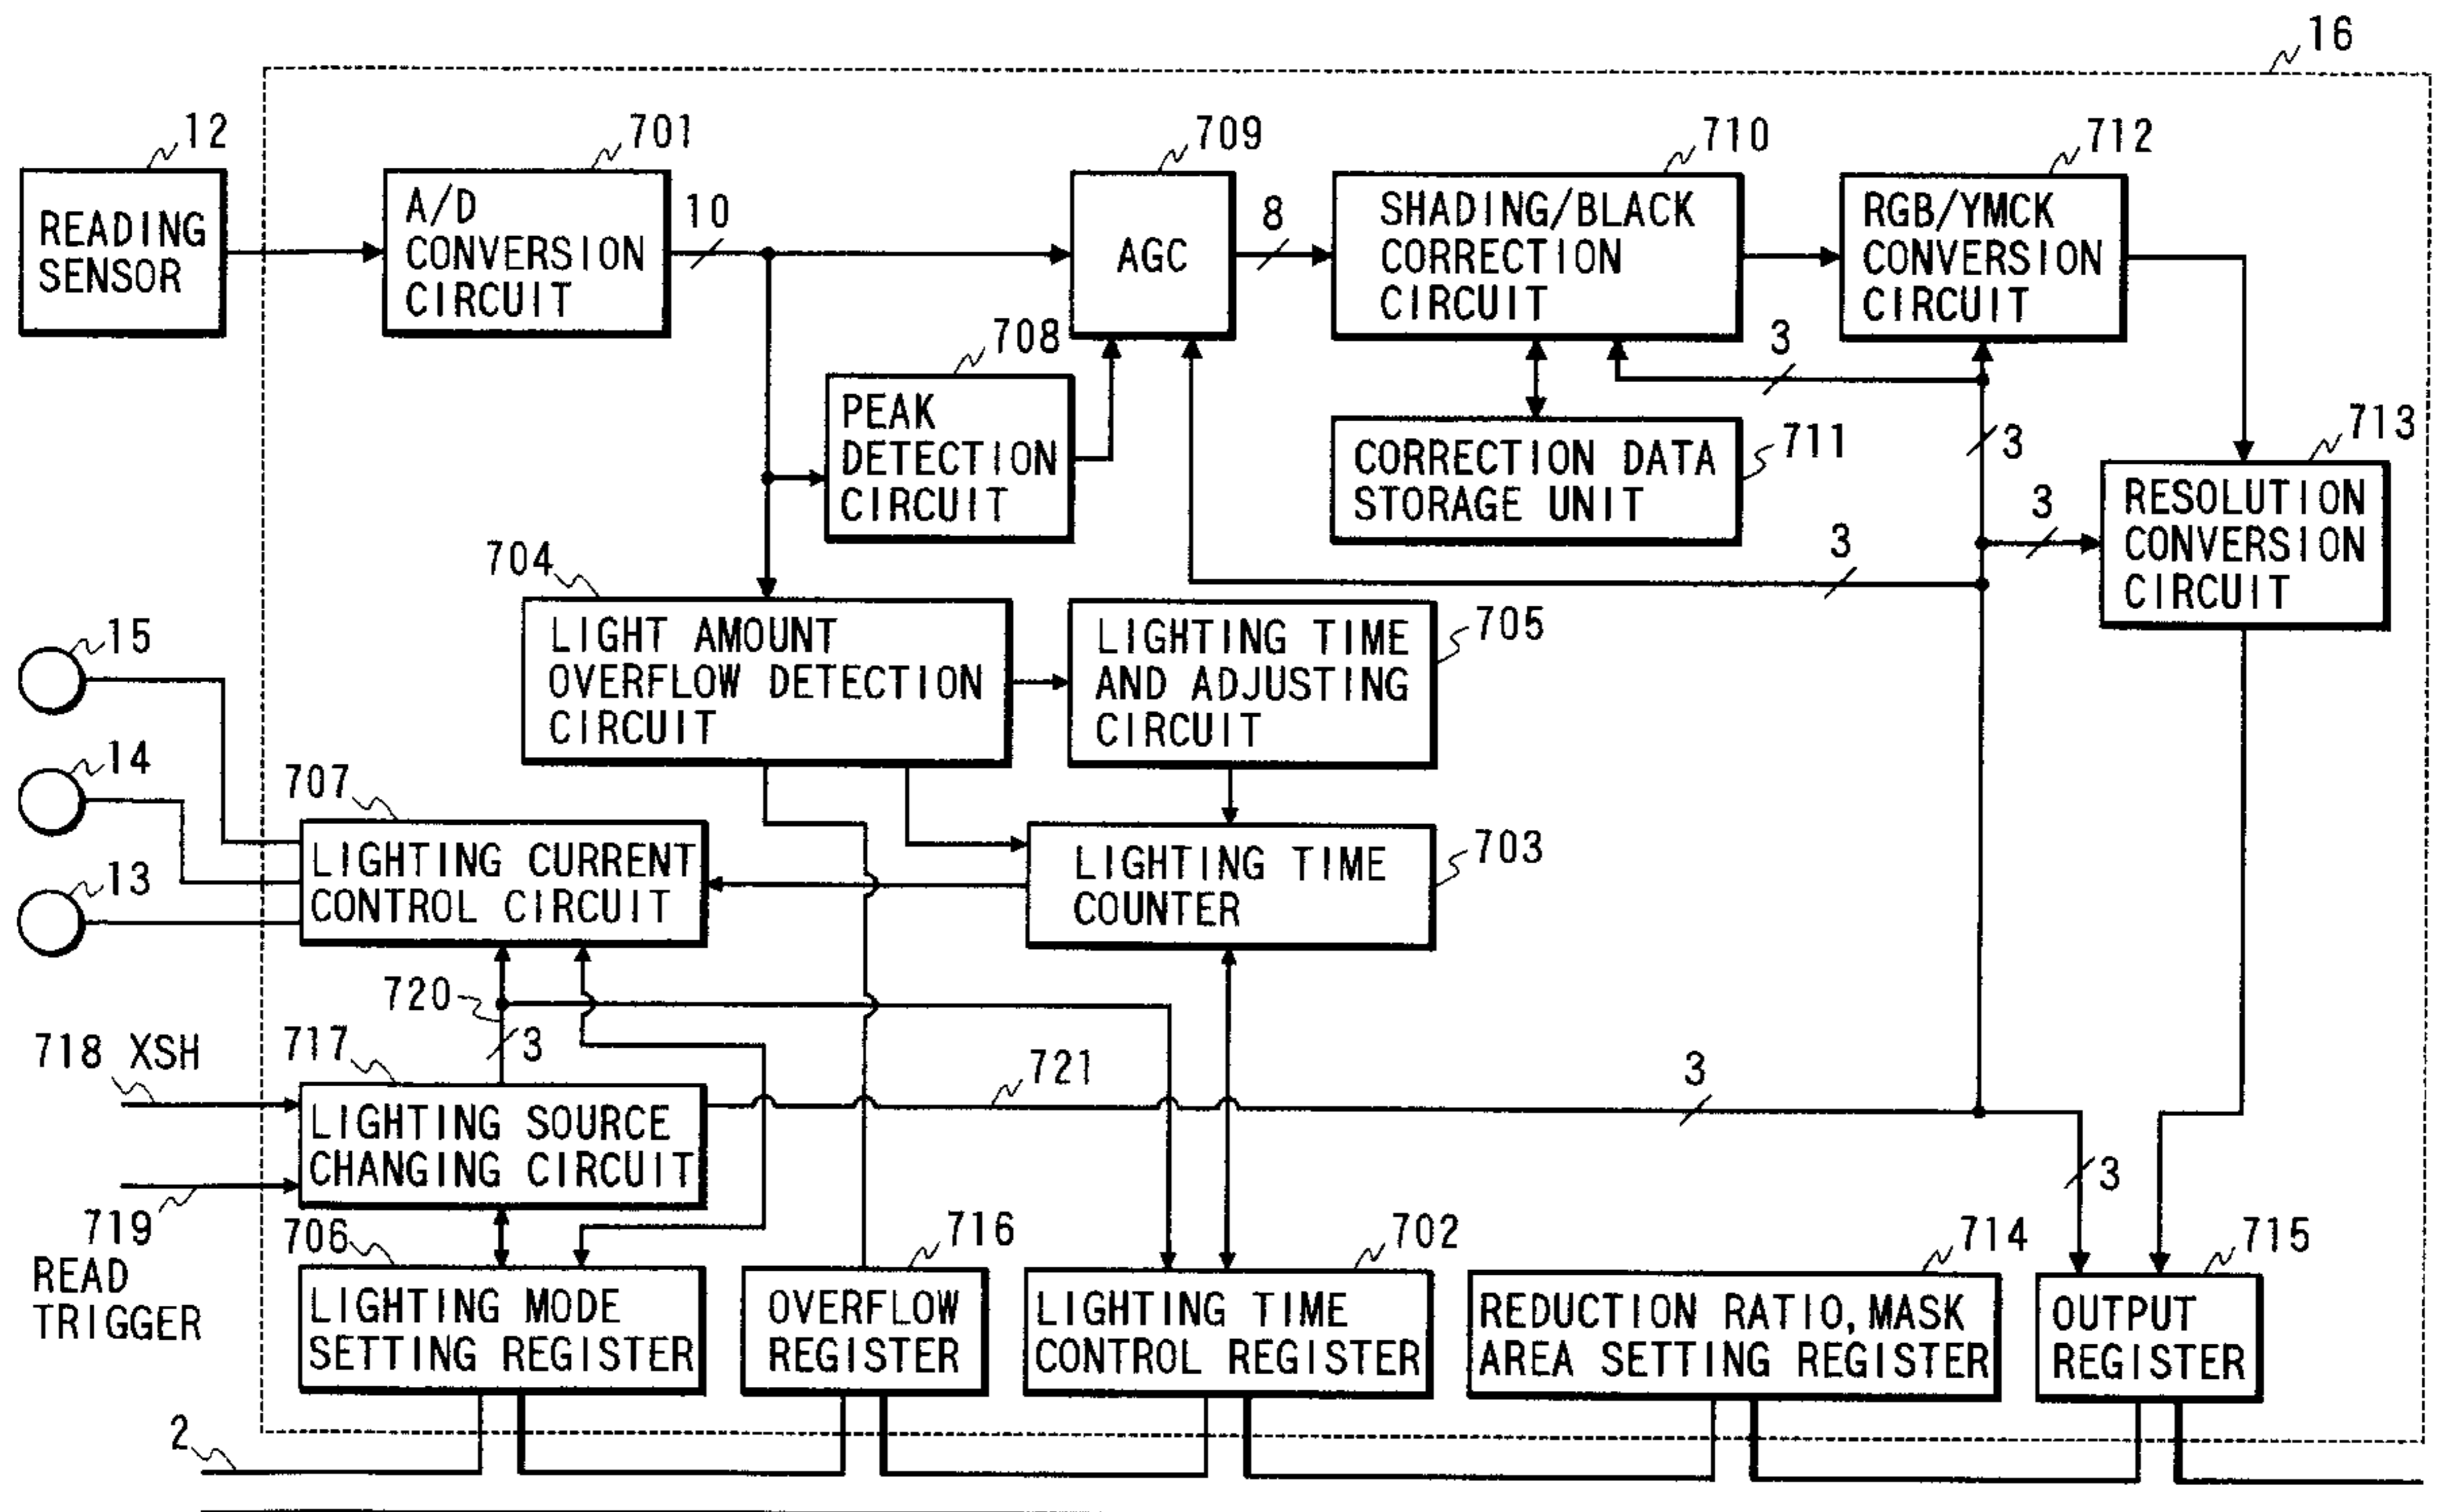 16
12
701
709
710
712
READING
SENSOR
A/D
CONVERSION
CIRCUIT
10
AGC
8
SHADING/BLACK
CORRECTION
CIRCUIT
RGB/YMCK
CONVERSION
CIRCUIT
708
3
PEAK
DETECTION
CIRCUIT
CORRECTION DATA
STORAGE UNIT
711
3
713
3
RESOLUTION
CONVERSION
CIRCUIT
704
3
LIGHT AMOUNT
OVERFLOW DETECTION
CIRCUIT
LIGHTING TIME
AND ADJUSTING
CIRCUIT
705
15
14
13
707
LIGHTING CURRENT
CONTROL CIRCUIT
LIGHTING TIME
COUNTER
703
720
3
718 XSH
717
721
3
LIGHTING SOURCE
CHANGING CIRCUIT
3
719
READ
TRIGGER
706
716
702
714
715
LIGHTING MODE
SETTING REGISTER
OVERFLOW
REGISTER
LIGHTING TIME
CONTROL REGISTER
REDUCTION RATIO,MASK
AREA SETTING REGISTER
OUTPUT
REGISTER
2